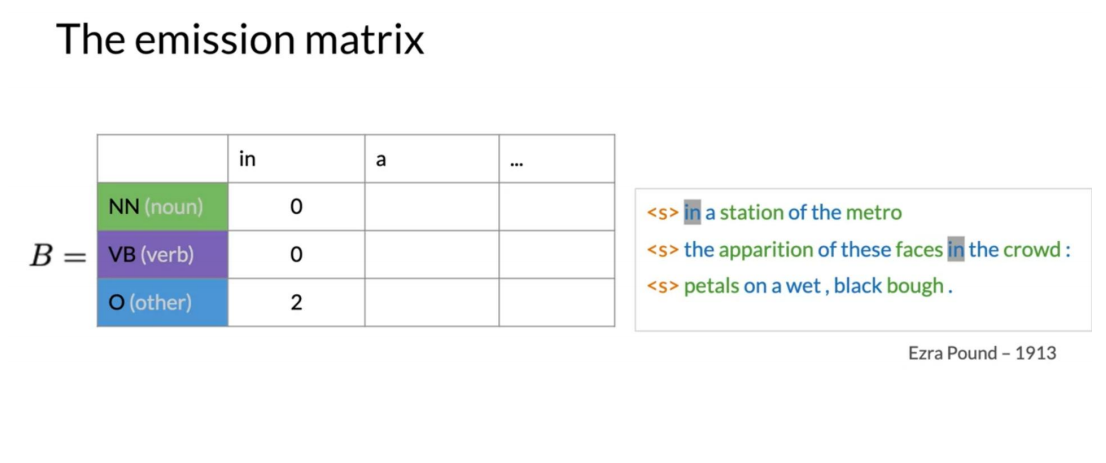 The emission matrix
in a ...
NN (noun) 0
B = VB (verb) 0
O (other) 2
<s> in a station of the metro
<s> the apparition of these faces in the crowd :
<s> petals on a wet , black bough .
Ezra Pound – 1913